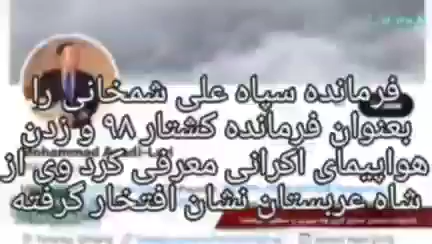 فرمانده سپاه علی شمخانی را
بعنوان فرمانده کشتار ۹۸ و زدن
هواپیمای اکرانی معرفی کرد وی از
شاه عربستان نشان افتخار گرفته